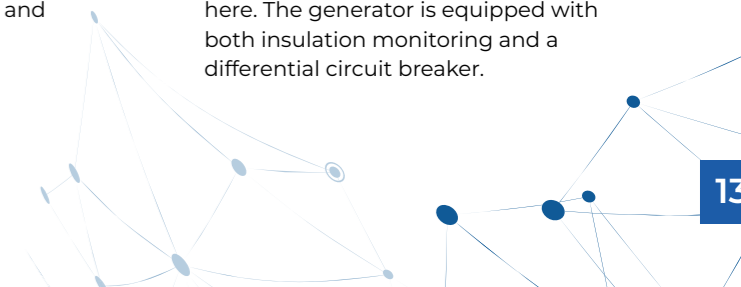 and
here. The generator is equipped with
both insulation monitoring and a
differential circuit breaker.
13